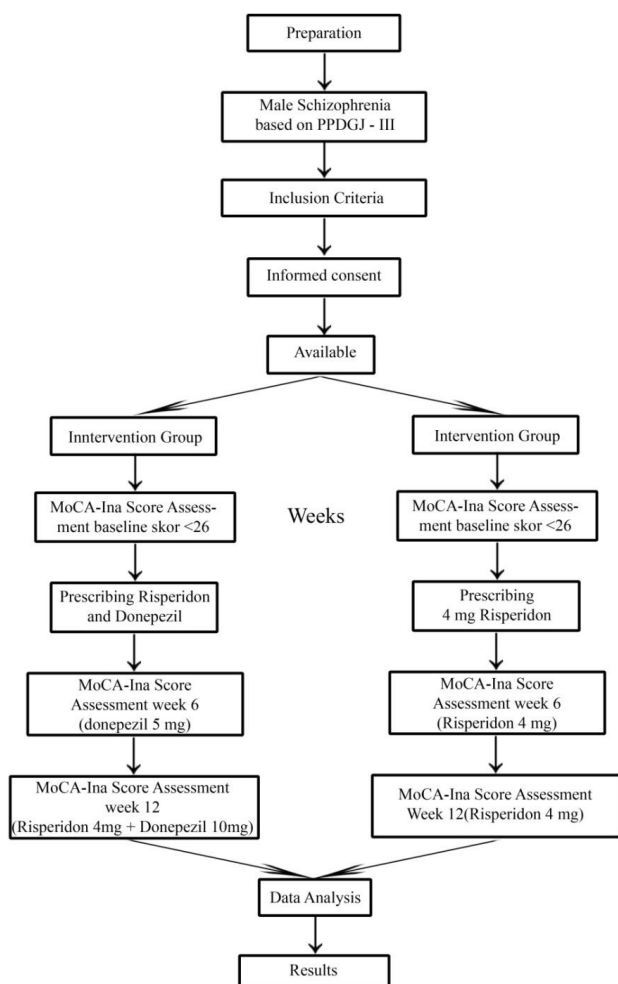 Preparation
Male Schizophrenia
based on PPDGJ - III
Inclusion Criteria
Informed consent
Available
Inntervention Group
MoCA-Ina Score Assess-
ment baseline skor <26
Prescribing Risperidon
and Donepezil
MoCA-Ina Score
Assessment week 6
(donepezil 5 mg)
MoCA-Ina Score Assessment
week 12
(Risperidon 4mg + Donepezil 10mg)
Weeks
Intervention Group
MoCA-Ina Score Assess-
ment baseline skor <26
Prescribing
4 mg Risperidon
MoCA-Ina Score
Assessment week 6
(Risperidon 4 mg)
MoCA-Ina Score Assessment
Week 12(Risperidon 4 mg)
Data Analysis
Results